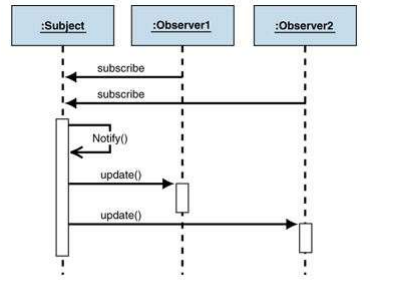 :Subject
:Observer1
:Observer2
subscribe
subscribe
Notify()
update()
update()